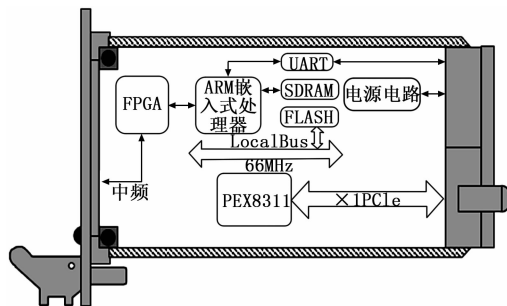 UART
ARM嵌
入式处
理器
FPGA
SDRAM
电源电路
FLASH
LocalBus
66MHz
中频
PEX8311
×1PCle